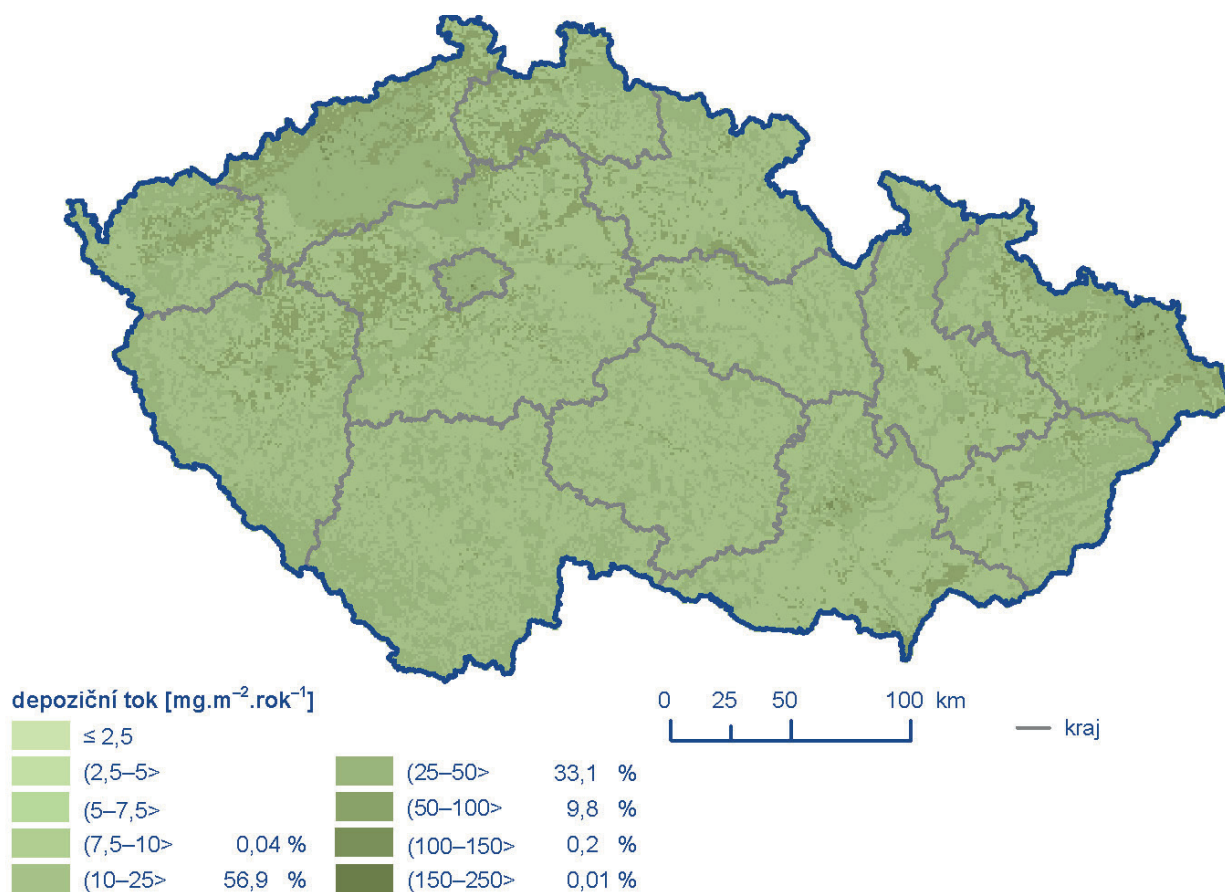 depoziční tok [mg.m⁻².rok⁻¹]
≤ 2,5
(2,5–5>
(5–7,5>
(7,5–10> 0,04 %
(10–25> 56,9 %
(25–50> 33,1 %
(50–100> 9,8 %
(100–150> 0,2 %
(150–250> 0,01 %
0 25 50 100 km
kraj